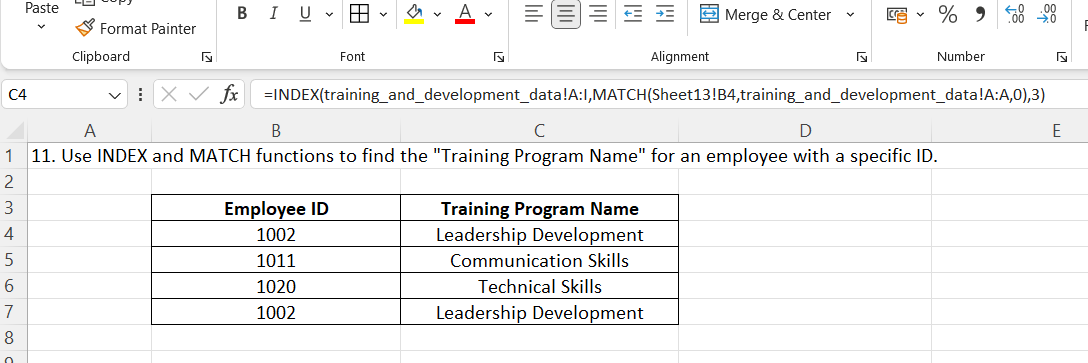 Paste
Copy
Format Painter
B I U A
Merge & Center
% 9 .00 .00
Clipboard
Font
Alignment
Number
C4
fx
=INDEX(training_and_development_data!A:I,MATCH(Sheet13!B4,training_and_development_data!A:A,0),3)
A B C D E
1 11. Use INDEX and MATCH functions to find the "Training Program Name" for an employee with a specific ID.
2
3 Employee ID Training Program Name
4 1002 Leadership Development
5 1011 Communication Skills
6 1020 Technical Skills
7 1002 Leadership Development
8